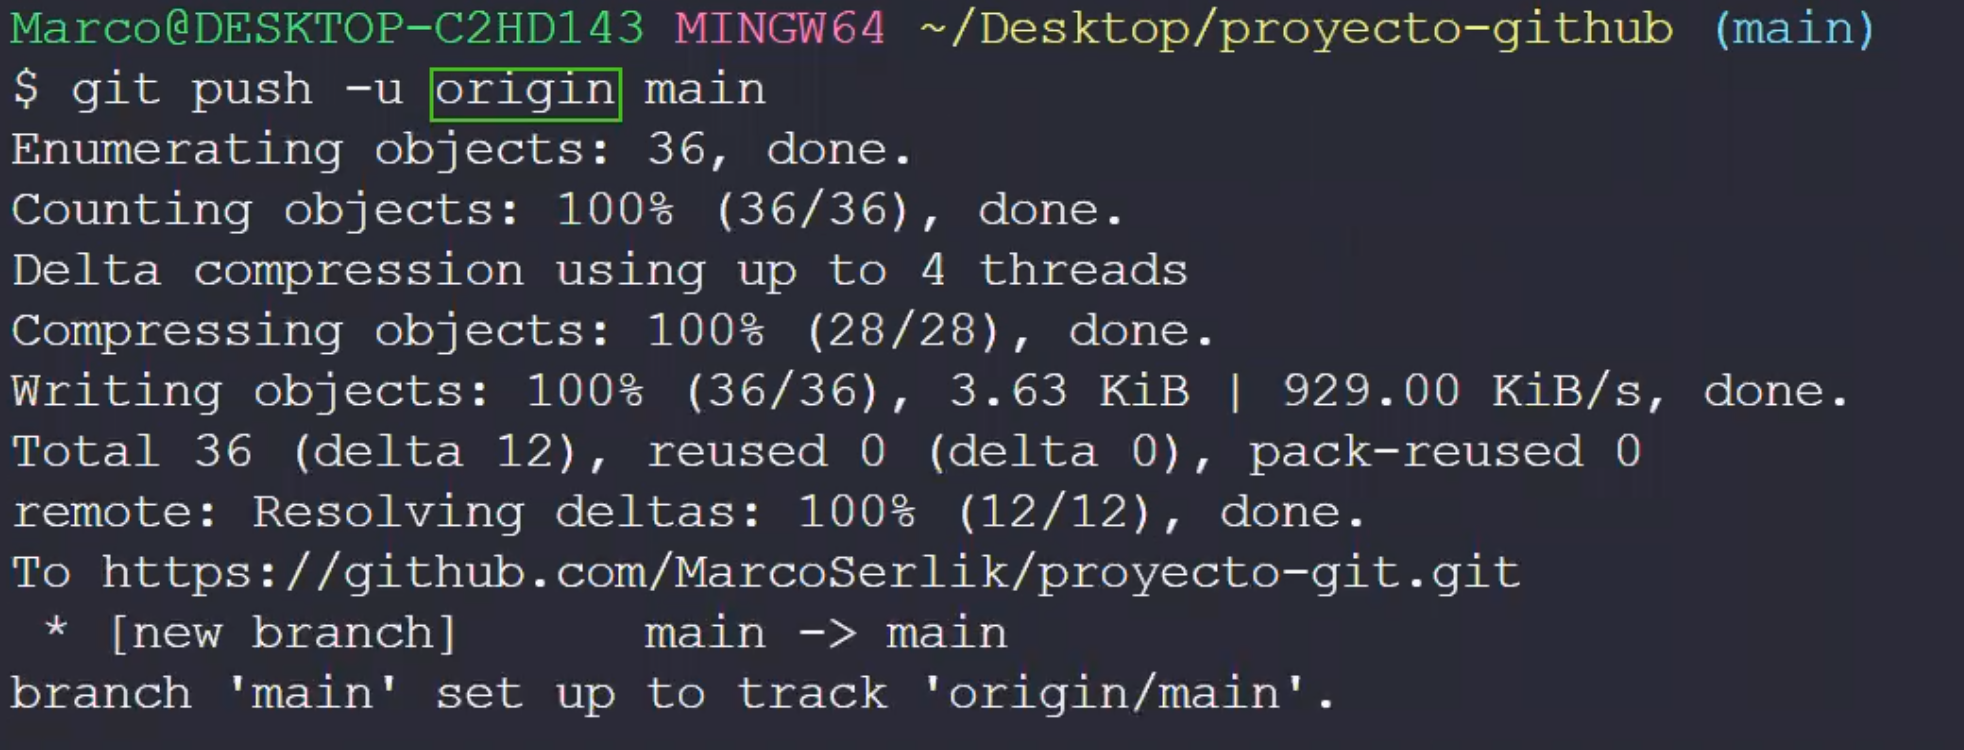 Marco@DESKTOP-C2HD143 MINGW64 ~/Desktop/proyecto-github (main)
$ git push -u origin main
Enumerating objects: 36, done.
Counting objects: 100% (36/36), done.
Delta compression using up to 4 threads
Compressing objects: 100% (28/28), done.
Writing objects: 100% (36/36), 3.63 KiB | 929.00 KiB/s, done.
Total 36 (delta 12), reused 0 (delta 0), pack-reused 0
remote: Resolving deltas: 100% (12/12), done.
To https://github.com/MarcoSerlik/proyecto-git.git
 * [new branch]      main -> main
branch 'main' set up to track 'origin/main'.